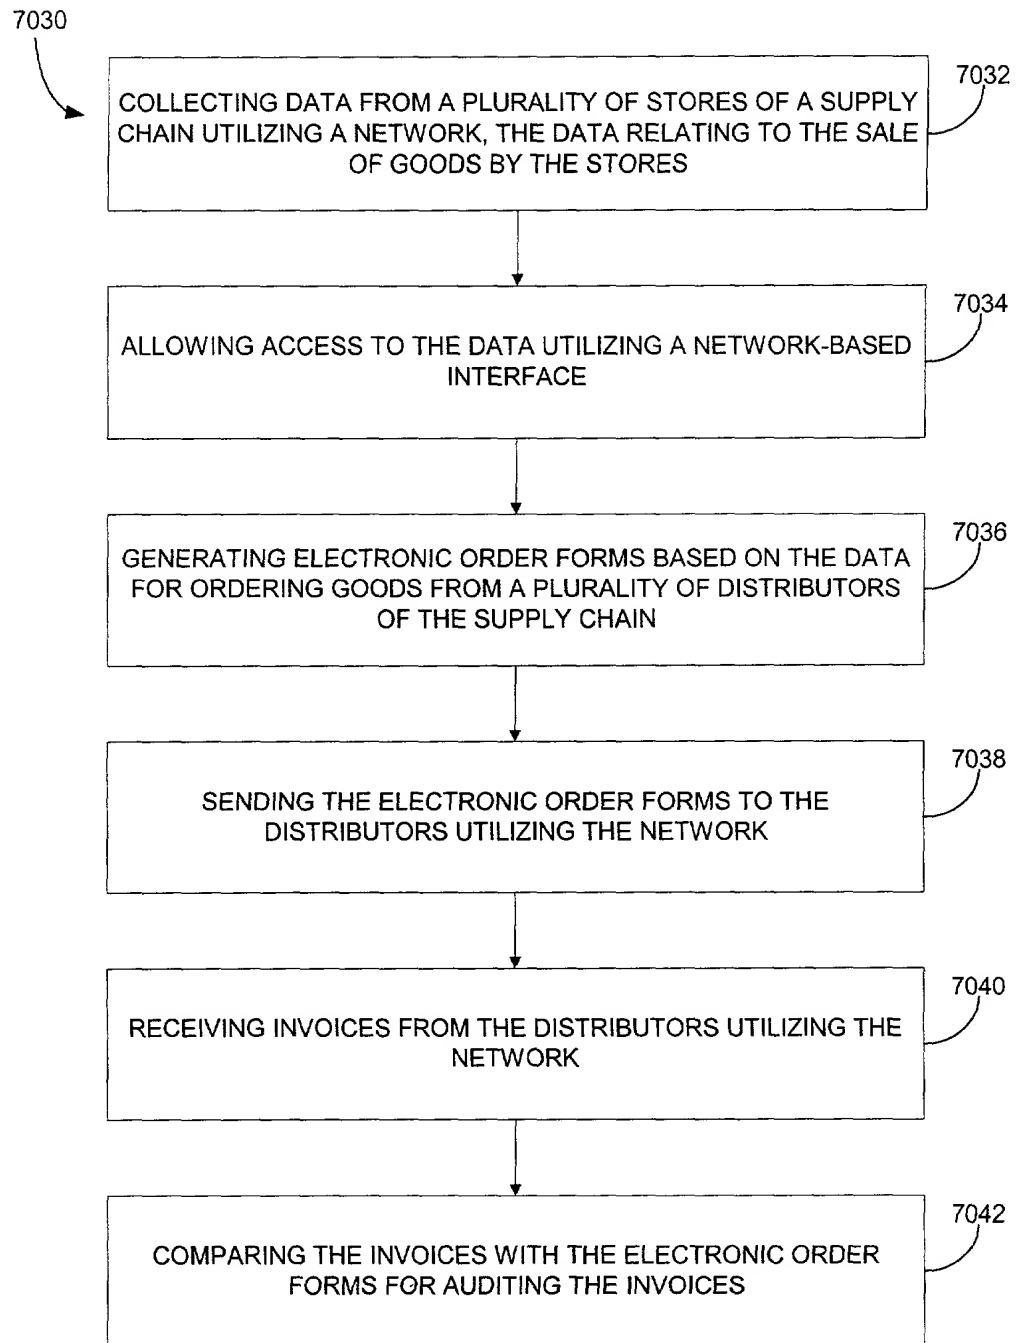 7030
7032
COLLECTING DATA FROM A PLURALITY OF STORES OF A SUPPLY
CHAIN UTILIZING A NETWORK, THE DATA RELATING TO THE SALE
OF GOODS BY THE STORES
7034
ALLOWING ACCESS TO THE DATA UTILIZING A NETWORK-BASED
INTERFACE
7036
GENERATING ELECTRONIC ORDER FORMS BASED ON THE DATA
FOR ORDERING GOODS FROM A PLURALITY OF DISTRIBUTORS
OF THE SUPPLY CHAIN
7038
SENDING THE ELECTRONIC ORDER FORMS TO THE
DISTRIBUTORS UTILIZING THE NETWORK
7040
RECEIVING INVOICES FROM THE DISTRIBUTORS UTILIZING THE
NETWORK
7042
COMPARING THE INVOICES WITH THE ELECTRONIC ORDER
FORMS FOR AUDITING THE INVOICES